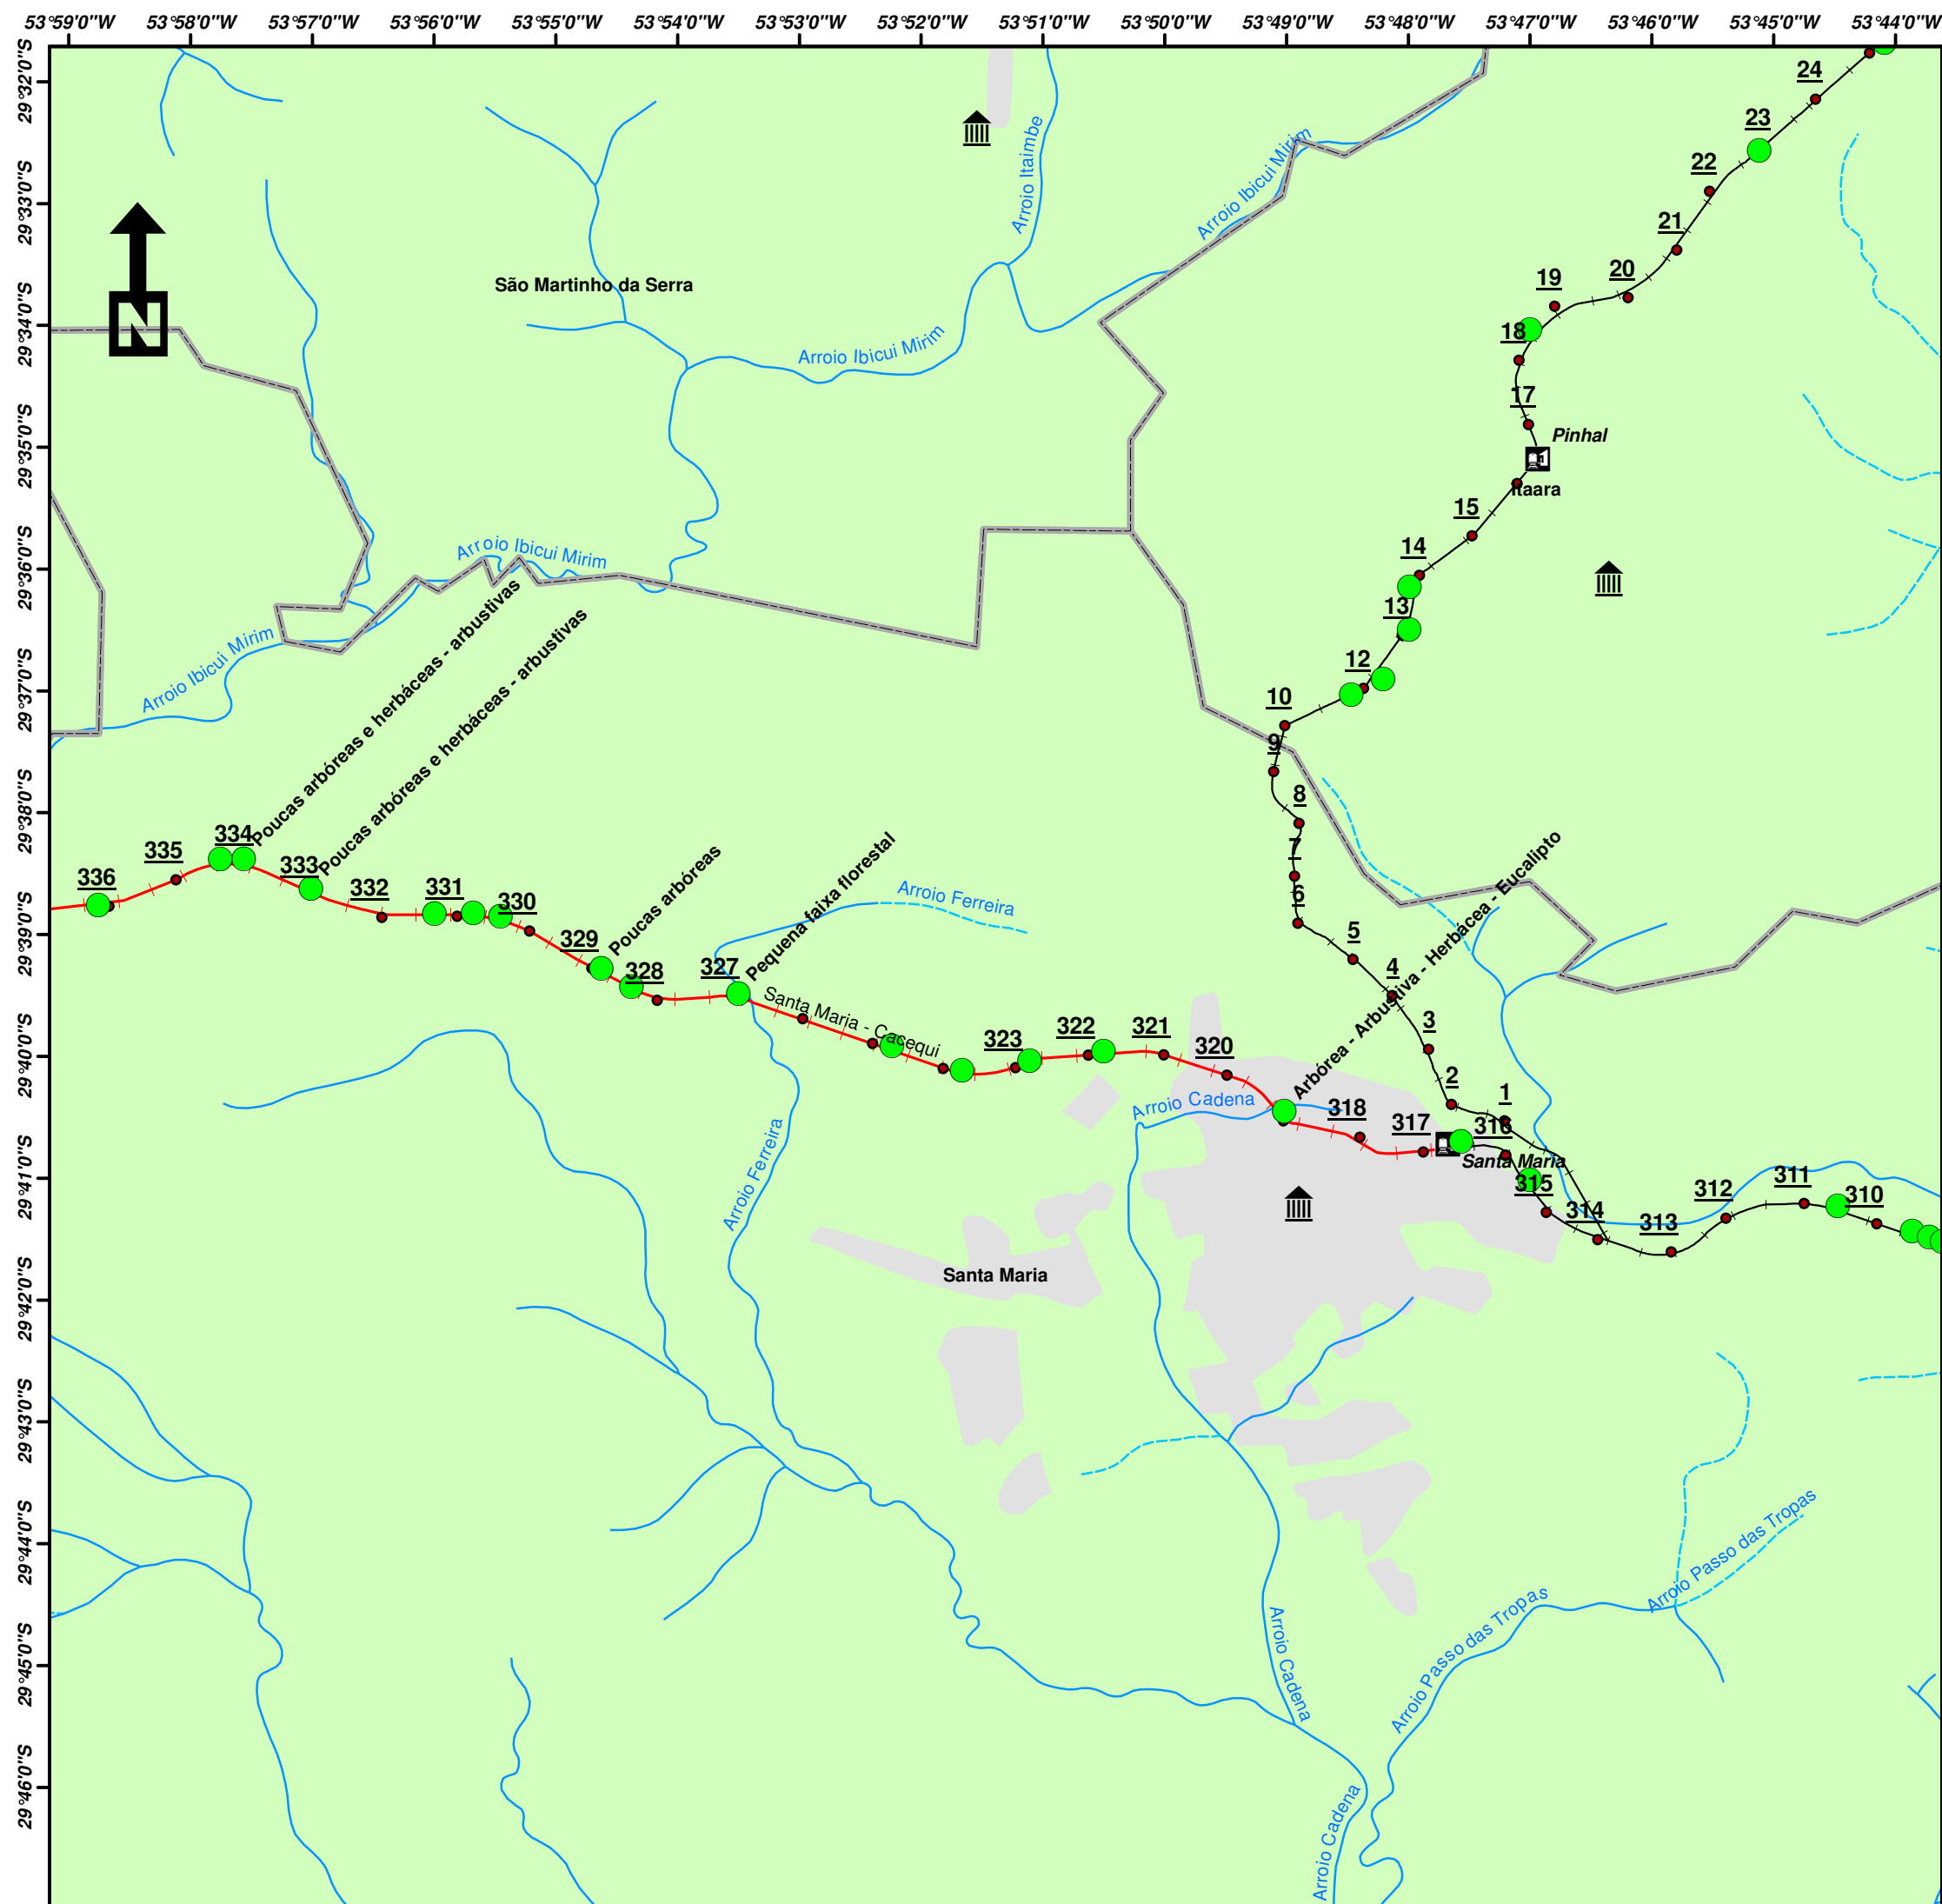 53°59'0"W 53°58'0"W 53°57'0"W 53°56'0"W 53°55'0"W 53°54'0"W 53°53'0"W 53°52'0"W 53°51'0"W 53°50'0"W 53°49'0"W 53°48'0"W 53°47'0"W 53°46'0"W 53°45'0"W 53°44'0"W
29°32'0"S
29°33'0"S
29°34'0"S
29°35'0"S
29°36'0"S
29°37'0"S
29°38'0"S
29°39'0"S
29°40'0"S
29°41'0"S
29°42'0"S
29°43'0"S
29°44'0"S
29°45'0"S
29°46'0"S
N
24
23
22
21
20
19
18
17
Pinhal
Itaara
15
14
13
12
10
9
8
7
6
5
4
3
2
1
Arroio Itaimbe
Arroio Ibicui Mirim
São Martinho da Serra
Arroio Ibicui Mirim
Arroio Ibicui Mirim
Arroio Ibicui Mirim
Poucas arbóreas e herbáceas - arbustivas
Poucas arbóreas e herbáceas - arbustivas
Poucas arbóreas
Pequena faixa florestal
Arbórea - Arbustiva - Herbácea - Eucalipto
336
335
334
333
332
331
330
329
328
327
Arroio Ferreira
Santa Maria - Cacequi
323
322
321
320
318
317
316
Santa Maria
315
314
313
312
311
310
Arroio Cadena
Arroio Ferreira
Santa Maria
Arroio Passo das Tropas
Arroio Passo das Tropas
Arroio Cadena
Arroio Cadena